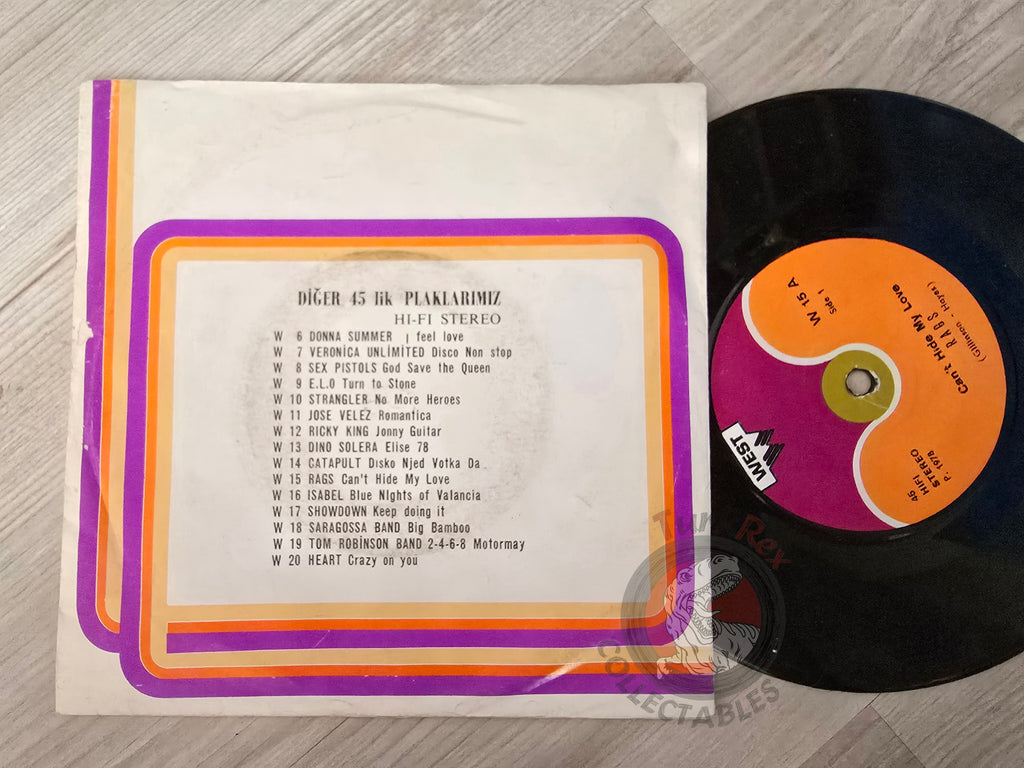 DİĞER 45 lik PLAKLARIMIZ
HI-FI STEREO
W 6 DONNA SUMMER ı feel love
W 7 VERONİCA UNLİMİTED Disco Non stop
W 8 SEX PISTOLS God Save the Queen
W 9 E.L.O Turn to Stone
W 10 STRANGLER No More Heroes
W 11 JOSE VELEZ Romantica
W 12 RICKY KING Jonny Guitar
W 13 DINO SOLERA Elise 78
W 14 CATAPULT Dısko Njed Votka Da
W 15 RAGS Can't Hide My Love
W 16 ISABEL Blue NIghts of Valancia
W 17 SHOWDOWN Keep doing it
W 18 SARAGOSSA BAND Big Bamboo
W 19 TOM ROBİNSON BAND 2-4-6-8 Motormay
W 20 HEART Crazy on you
W 15 A
Side 1
Can't Hide My Love
RAGS
WEST
45
HIFI
STEREO
P. 1978
Turk Rex
COLLECTABLES